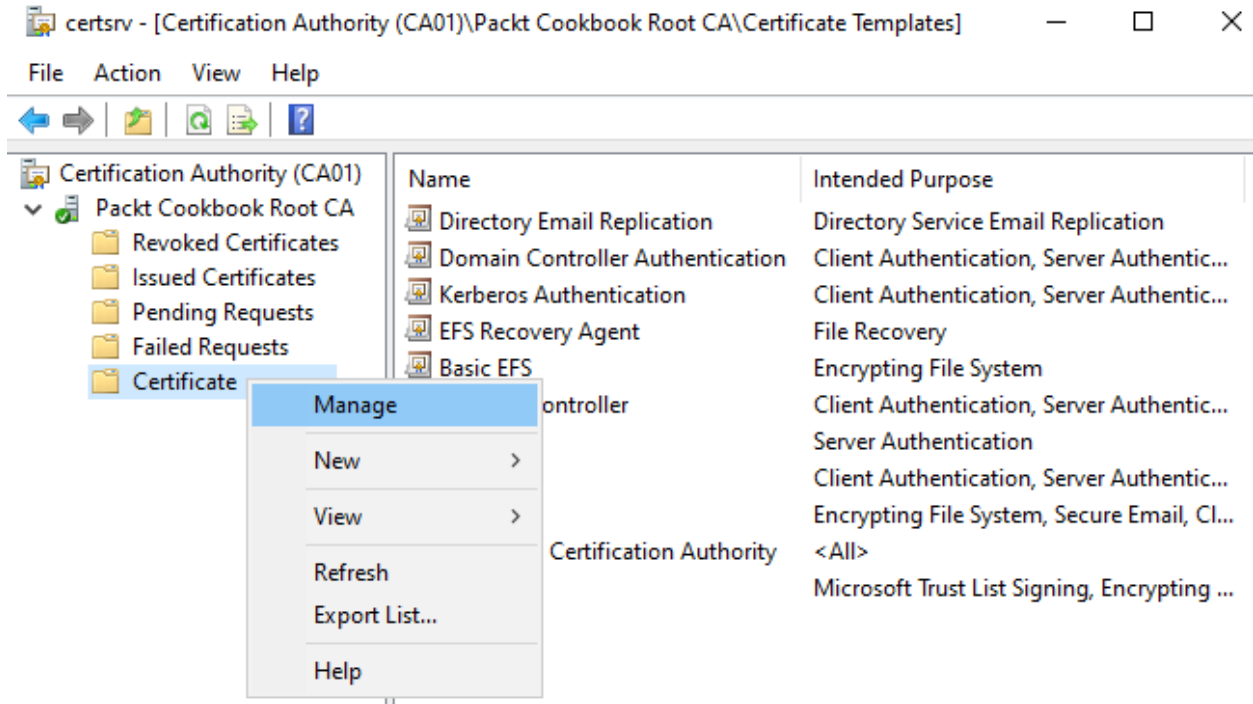 certsrv - [Certification Authority (CA01)\Packt Cookbook Root CA\Certificate Templates]
File Action View Help
Certification Authority (CA01)
Packt Cookbook Root CA
Revoked Certificates
Issued Certificates
Pending Requests
Failed Requests
Certificate
Manage
New
View
Refresh
Export List...
Help
Name Intended Purpose
Directory Email Replication Directory Service Email Replication
Domain Controller Authentication Client Authentication, Server Authentic...
Kerberos Authentication Client Authentication, Server Authentic...
EFS Recovery Agent File Recovery
Basic EFS Encrypting File System
ontroller Client Authentication, Server Authentic...
Server Authentication
Client Authentication, Server Authentic...
Encrypting File System, Secure Email, Cl...
Certification Authority <All>
Microsoft Trust List Signing, Encrypting ...